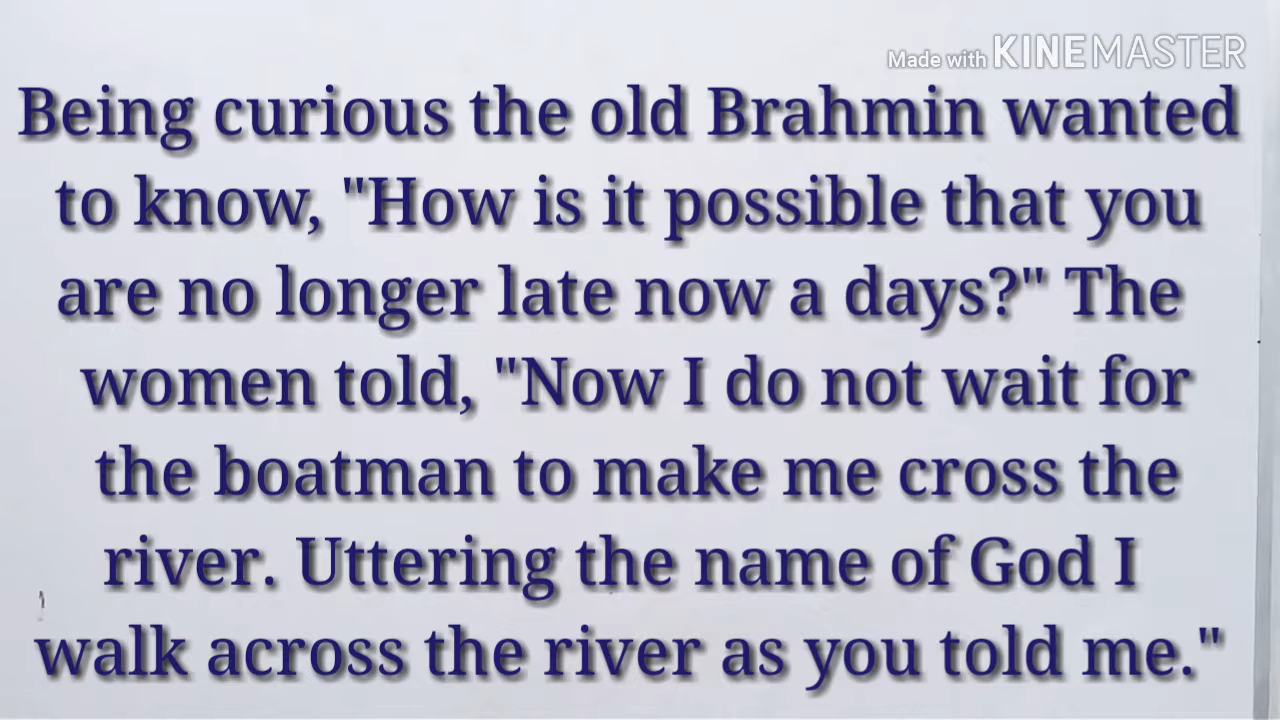 Made with KINEMASTER
Being curious the old Brahmin wanted
to know, "How is it possible that you
are no longer late now a days?" The
women told, "Now I do not wait for
the boatman to make me cross the
river. Uttering the name of God I
walk across the river as you told me."